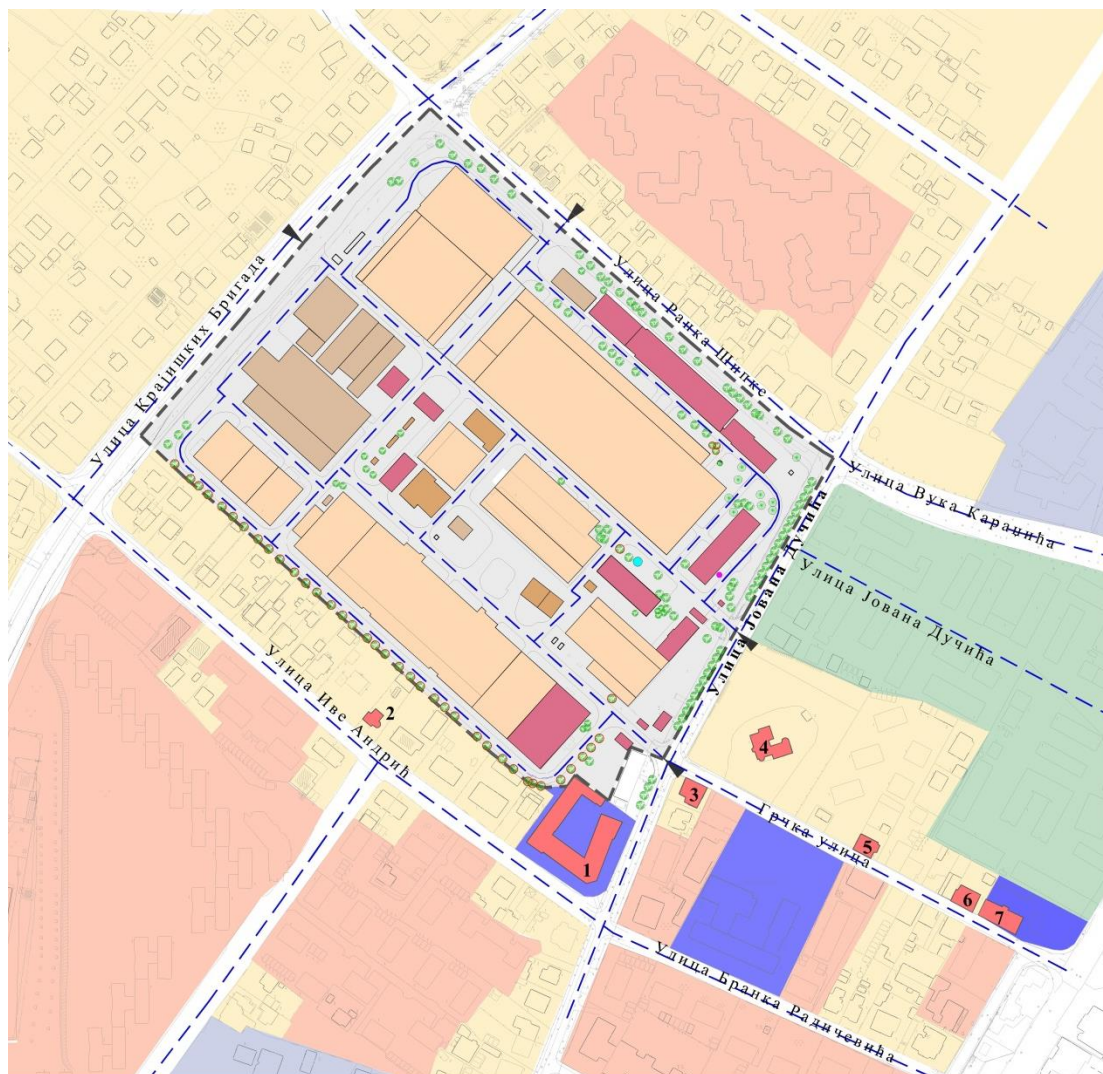 Улица Крајишких Бригада
Улица Ранка Шипке
Улица Вука Караџића
Улица Јована Дучића
Улица Јована Дучића
Улица Иве Андрић
2
4
3
Грчка улица
5
1
6
7
Улица Бранка Радичевића